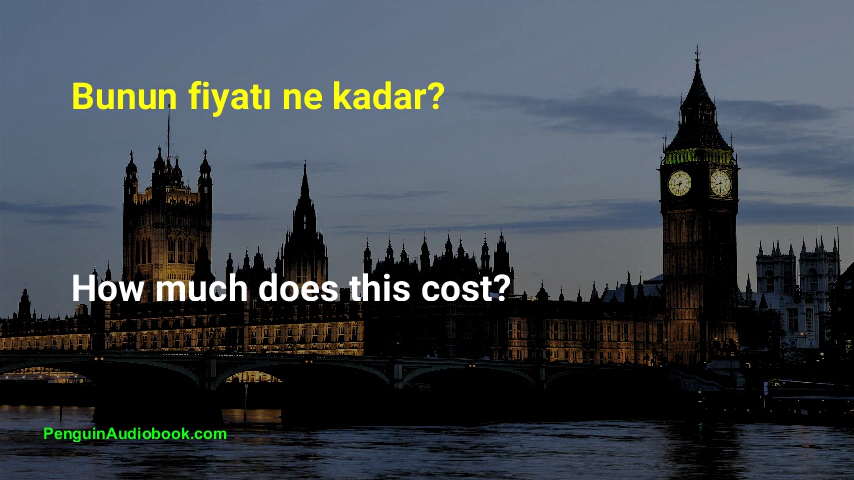 Bunun fiyatı ne kadar?
How much does this cost?
PenguinAudiobook.com